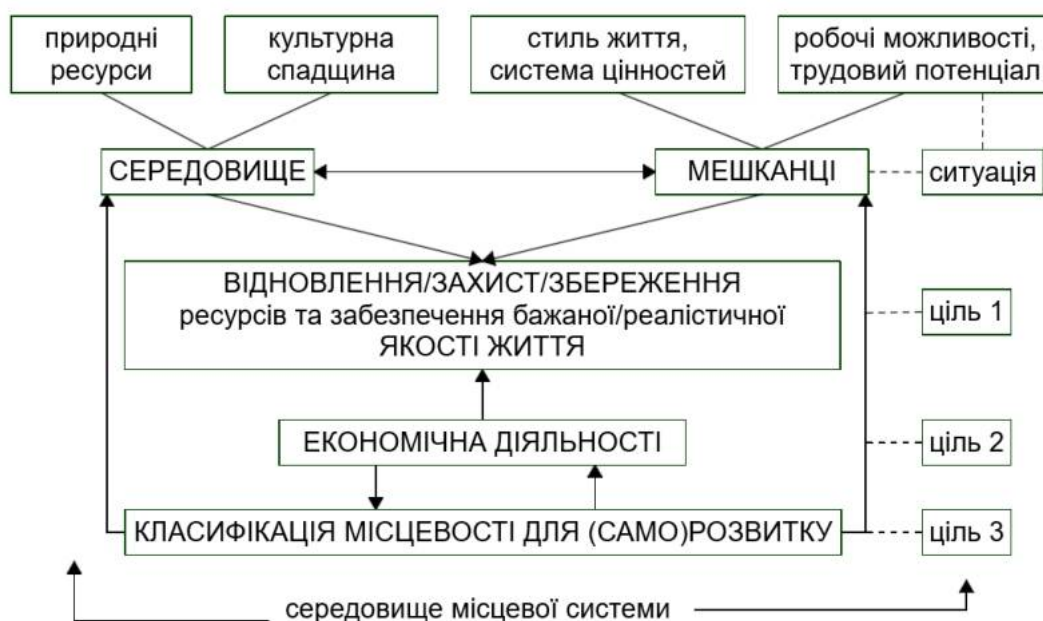 природні
ресурси
культурна
спадщина
стиль життя,
система цінностей
робочі можливості,
трудовий потенціал
СЕРЕДОВИЩЕ
МЕШКАНЦІ
ситуація
ВІДНОВЛЕННЯ/ЗАХИСТ/ЗБЕРЕЖЕННЯ
ресурсів та забезпечення бажаної/реалістичної
ЯКОСТІ ЖИТТЯ
ціль 1
ЕКОНОМІЧНА ДІЯЛЬНОСТІ
ціль 2
КЛАСИФІКАЦІЯ МІСЦЕВОСТІ ДЛЯ (САМО)РОЗВИТКУ
ціль 3
середовище місцевої системи